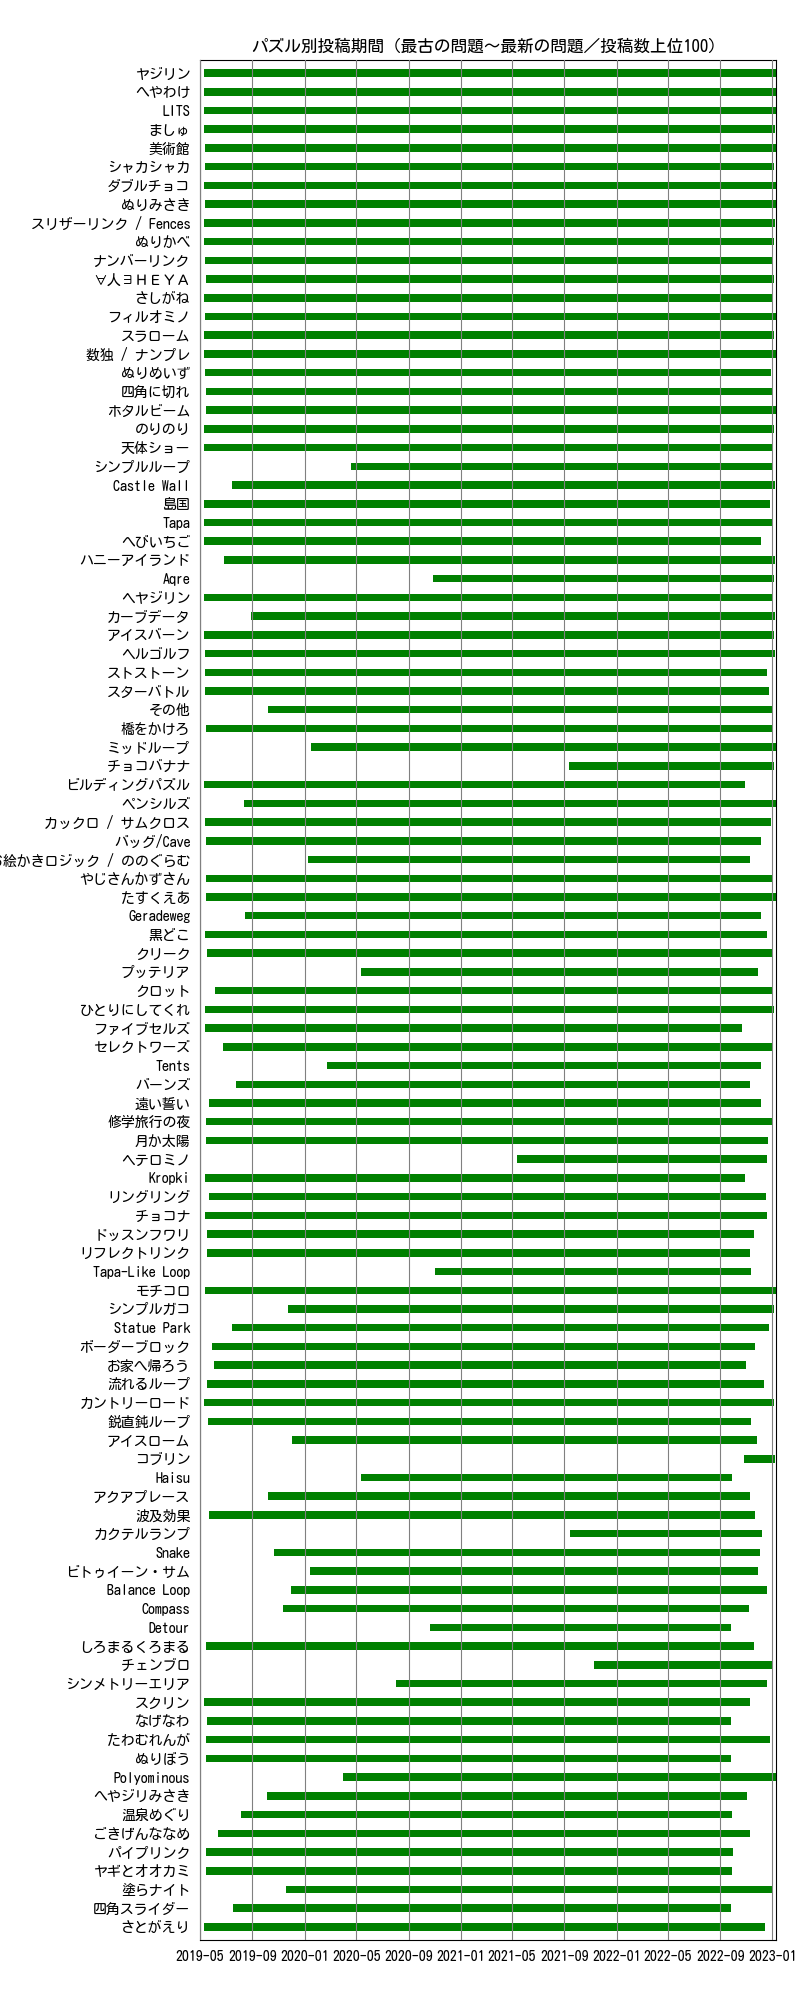 パズル別投稿期間（最古の問題～最新の問題／投稿数上位100）
ヤジリン
へやわけ
LITS
ましゅ
美術館
シャカシャカ
ダブルチョコ
ぬりみさき
スリザーリンク / Fences
ぬりかべ
ナンバーリンク
∀人∃ＨＥＹＡ
さしがね
フィルオミノ
スラローム
数独 / ナンプレ
ぬりめいず
四角に切れ
ホタルビーム
のりのり
天体ショー
シンプルループ
Castle Wall
島国
Tapa
へびいちご
ハニーアイランド
Aqre
ヘヤジリン
カーブデータ
アイスバーン
ヘルゴルフ
ストストーン
スターバトル
その他
橋をかけろ
ミッドループ
チョコバナナ
ビルディングパズル
ペンシルズ
カックロ / サムクロス
バッグ/Cave
絵かきロジック / ののぐらむ
やじさんかずさん
たすくえあ
Geradeweg
黒どこ
クリーク
プッテリア
クロット
ひとりにしてくれ
ファイブセルズ
セレクトワーズ
Tents
バーンズ
遠い誓い
修学旅行の夜
月か太陽
ヘテロミノ
Kropki
リングリング
チョコナ
ドッスンフワリ
リフレクトリンク
Tapa-Like Loop
モチコロ
シンプルガコ
Statue Park
ボーダーブロック
お家へ帰ろう
流れるループ
カントリーロード
鋭直鈍ループ
アイスローム
コブリン
Haisu
アクアプレース
波及効果
カクテルランプ
Snake
ビトゥイーン・サム
Balance Loop
Compass
Detour
しろまるくろまる
チェンブロ
シンメトリーエリア
スクリン
なげなわ
たわむれんが
ぬりぼう
Polyominous
へやジリみさき
温泉めぐり
ごきげんななめ
パイプリンク
ヤギとオオカミ
塗らナイト
四角スライダー
さとがえり
2019-05 2019-09 2020-01 2020-05 2020-09 2021-01 2021-05 2021-09 2022-01 2022-05 2022-09 2023-01